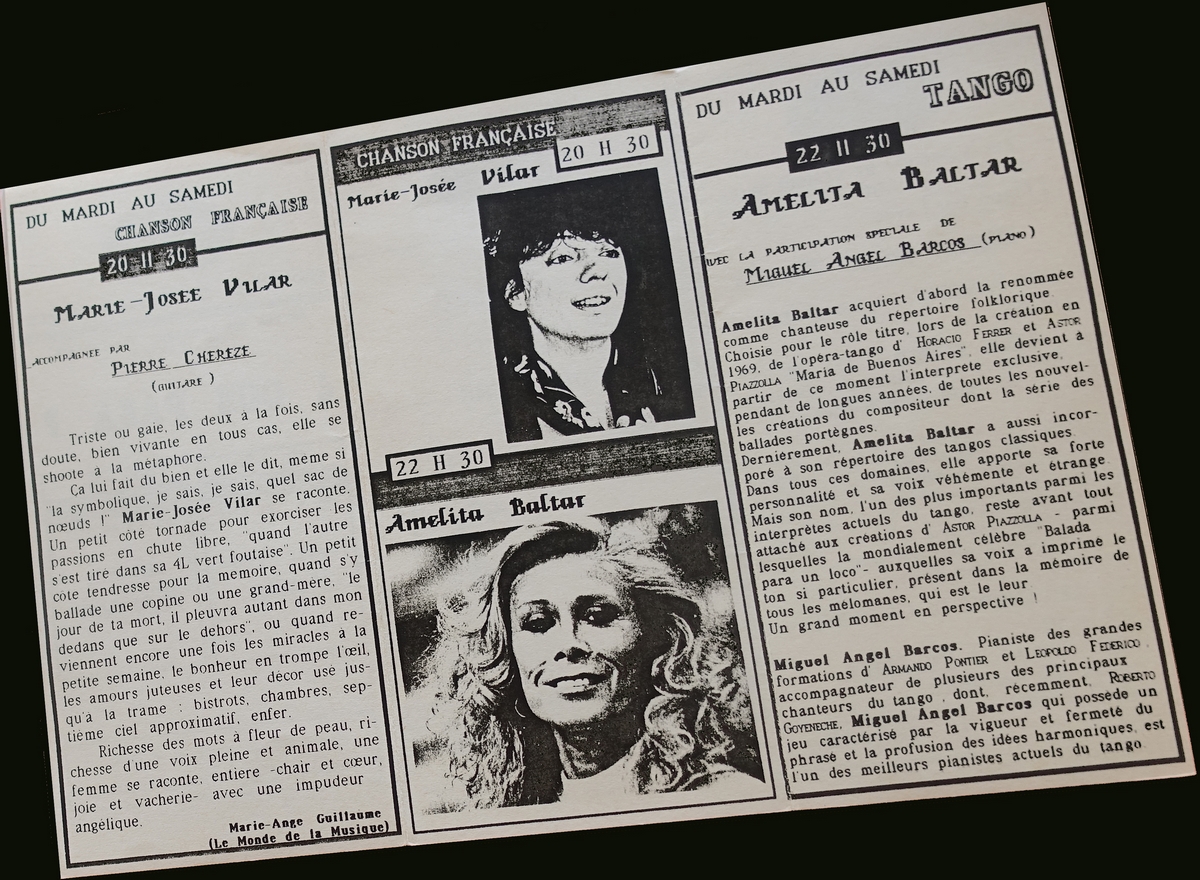 DU MARDI AU SAMEDI
CHANSON FRANÇAISE
20 H 30
MARIE-JOSEE VILAR
ACCOMPAGNEE PAR
PIERRE CHEREZE
(GUITARE)
Triste ou gaie, les deux à la fois, sans
doute, bien vivante en tous cas, elle se
shoote à la métaphore.
Ça lui fait du bien et elle le dit, meme si
"la symbolique, je sais, je sais, quel sac de
nœuds !" Marie-Josée Vilar se raconte.
Un petit côté tornade pour exorciser les
passions en chute libre, "quand l'autre
s'est tiré dans sa 4L vert foutaise". Un petit
côté tendresse pour la memoire, quand s'y
ballade une copine ou une grand-mère, "le
jour de ta mort, il pleuvra autant dans mon
dedans que sur le dehors", ou quand re-
viennent encore une fois les miracles à la
petite semaine, le bonheur en trompe l'œil,
les amours juteuses et leur décor usé jus-
qu'à la trame : bistrots, chambres, sep-
tième ciel approximatif, enfer.
Richesse des mots à fleur de peau, ri-
chesse d'une voix pleine et animale, une
femme se raconte, entiere -chair et cœur,
joie et vacherie- avec une impudeur
angélique.
Marie-Ange Guillaume
(Le Monde de la Musique)
CHANSON FRANÇAISE
20 H 30
Marie-Josée Vilar
22 H 30
Amelita Baltar
DU MARDI AU SAMEDI
TANGO
22 H 30
AMELITA BALTAR
AVEC LA PARTICIPATION SPECIALE DE
MIGUEL ANGEL BARCOS (PIANO)
Amelita Baltar acquiert d'abord la renommée
comme chanteuse du répertoire folklorique.
Choisie pour le rôle titre, lors de la création en
1969, de l'opéra-tango d' HORACIO FERRER et ASTOR
PIAZZOLLA "Maria de Buenos Aires", elle devient à
partir de ce moment l'interprete exclusive,
pendant de longues années, de toutes les nouvel-
les créations du compositeur dont la série des
ballades portègnes.
Dernièrement, Amelita Baltar a aussi incor-
poré à son répertoire des tangos classiques.
Dans tous ces domaines, elle apporte sa forte
personnalité et sa voix véhémente et étrange.
Mais son nom, l'un des plus importants parmi les
interprètes actuels du tango, reste avant tout
attaché aux créations d' ASTOR PIAZZOLLA - parmi
lesquelles la mondialement célèbre "Balada
para un loco"- auxquelles sa voix a imprimé le
ton si particulier, présent dans la mémoire de
tous les mélomanes, qui est le leur.
Un grand moment en perspective !
Miguel Angel Barcos. Pianiste des grandes
formations d' ARMANDO PONTIER et LEOPOLDO FEDERICO,
accompagnateur de plusieurs des principaux
chanteurs du tango, dont, récemment, ROBERTO
GOYENECHE, Miguel Angel Barcos qui possède un
jeu caractérisé par la vigueur et fermeté du
phrasé et la profusion des idées harmoniques, est
l'un des meilleurs pianistes actuels du tango.